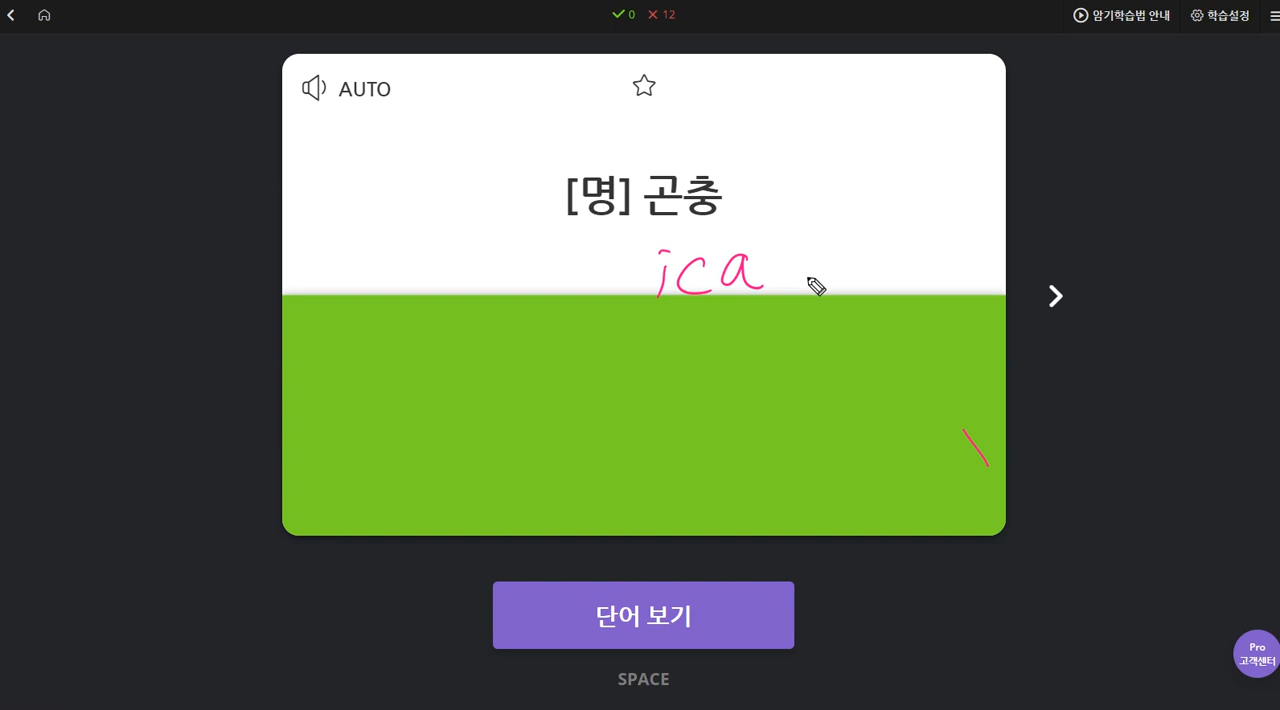 0 12 암기학습법 안내 학습설정
AUTO
[명] 곤충
ica
단어 보기
SPACE
Pro
고객센터